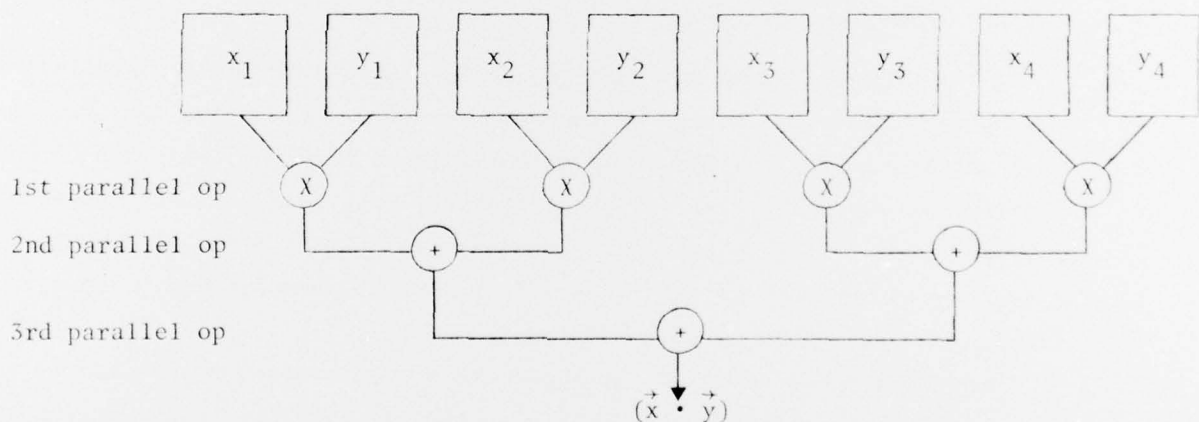 x₁ y₁ x₂ y₂ x₃ y₃ x₄ y₄
1st parallel op X X X X
2nd parallel op + +
3rd parallel op +
(x⃗ · y⃗)